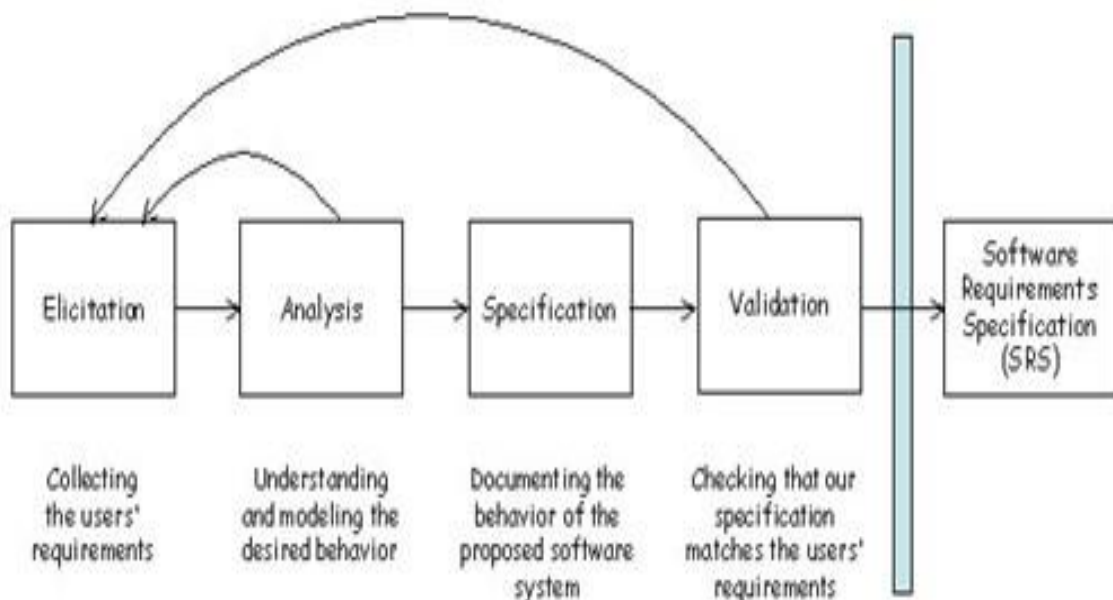 Elicitation
Analysis
Specification
Validation
Software
Requirements
Specification
(SRS)
Collecting
the users'
requirements
Understanding
and modeling the
desired behavior
Documenting the
behavior of the
proposed software
system
Checking that our
specification
matches the users'
requirements